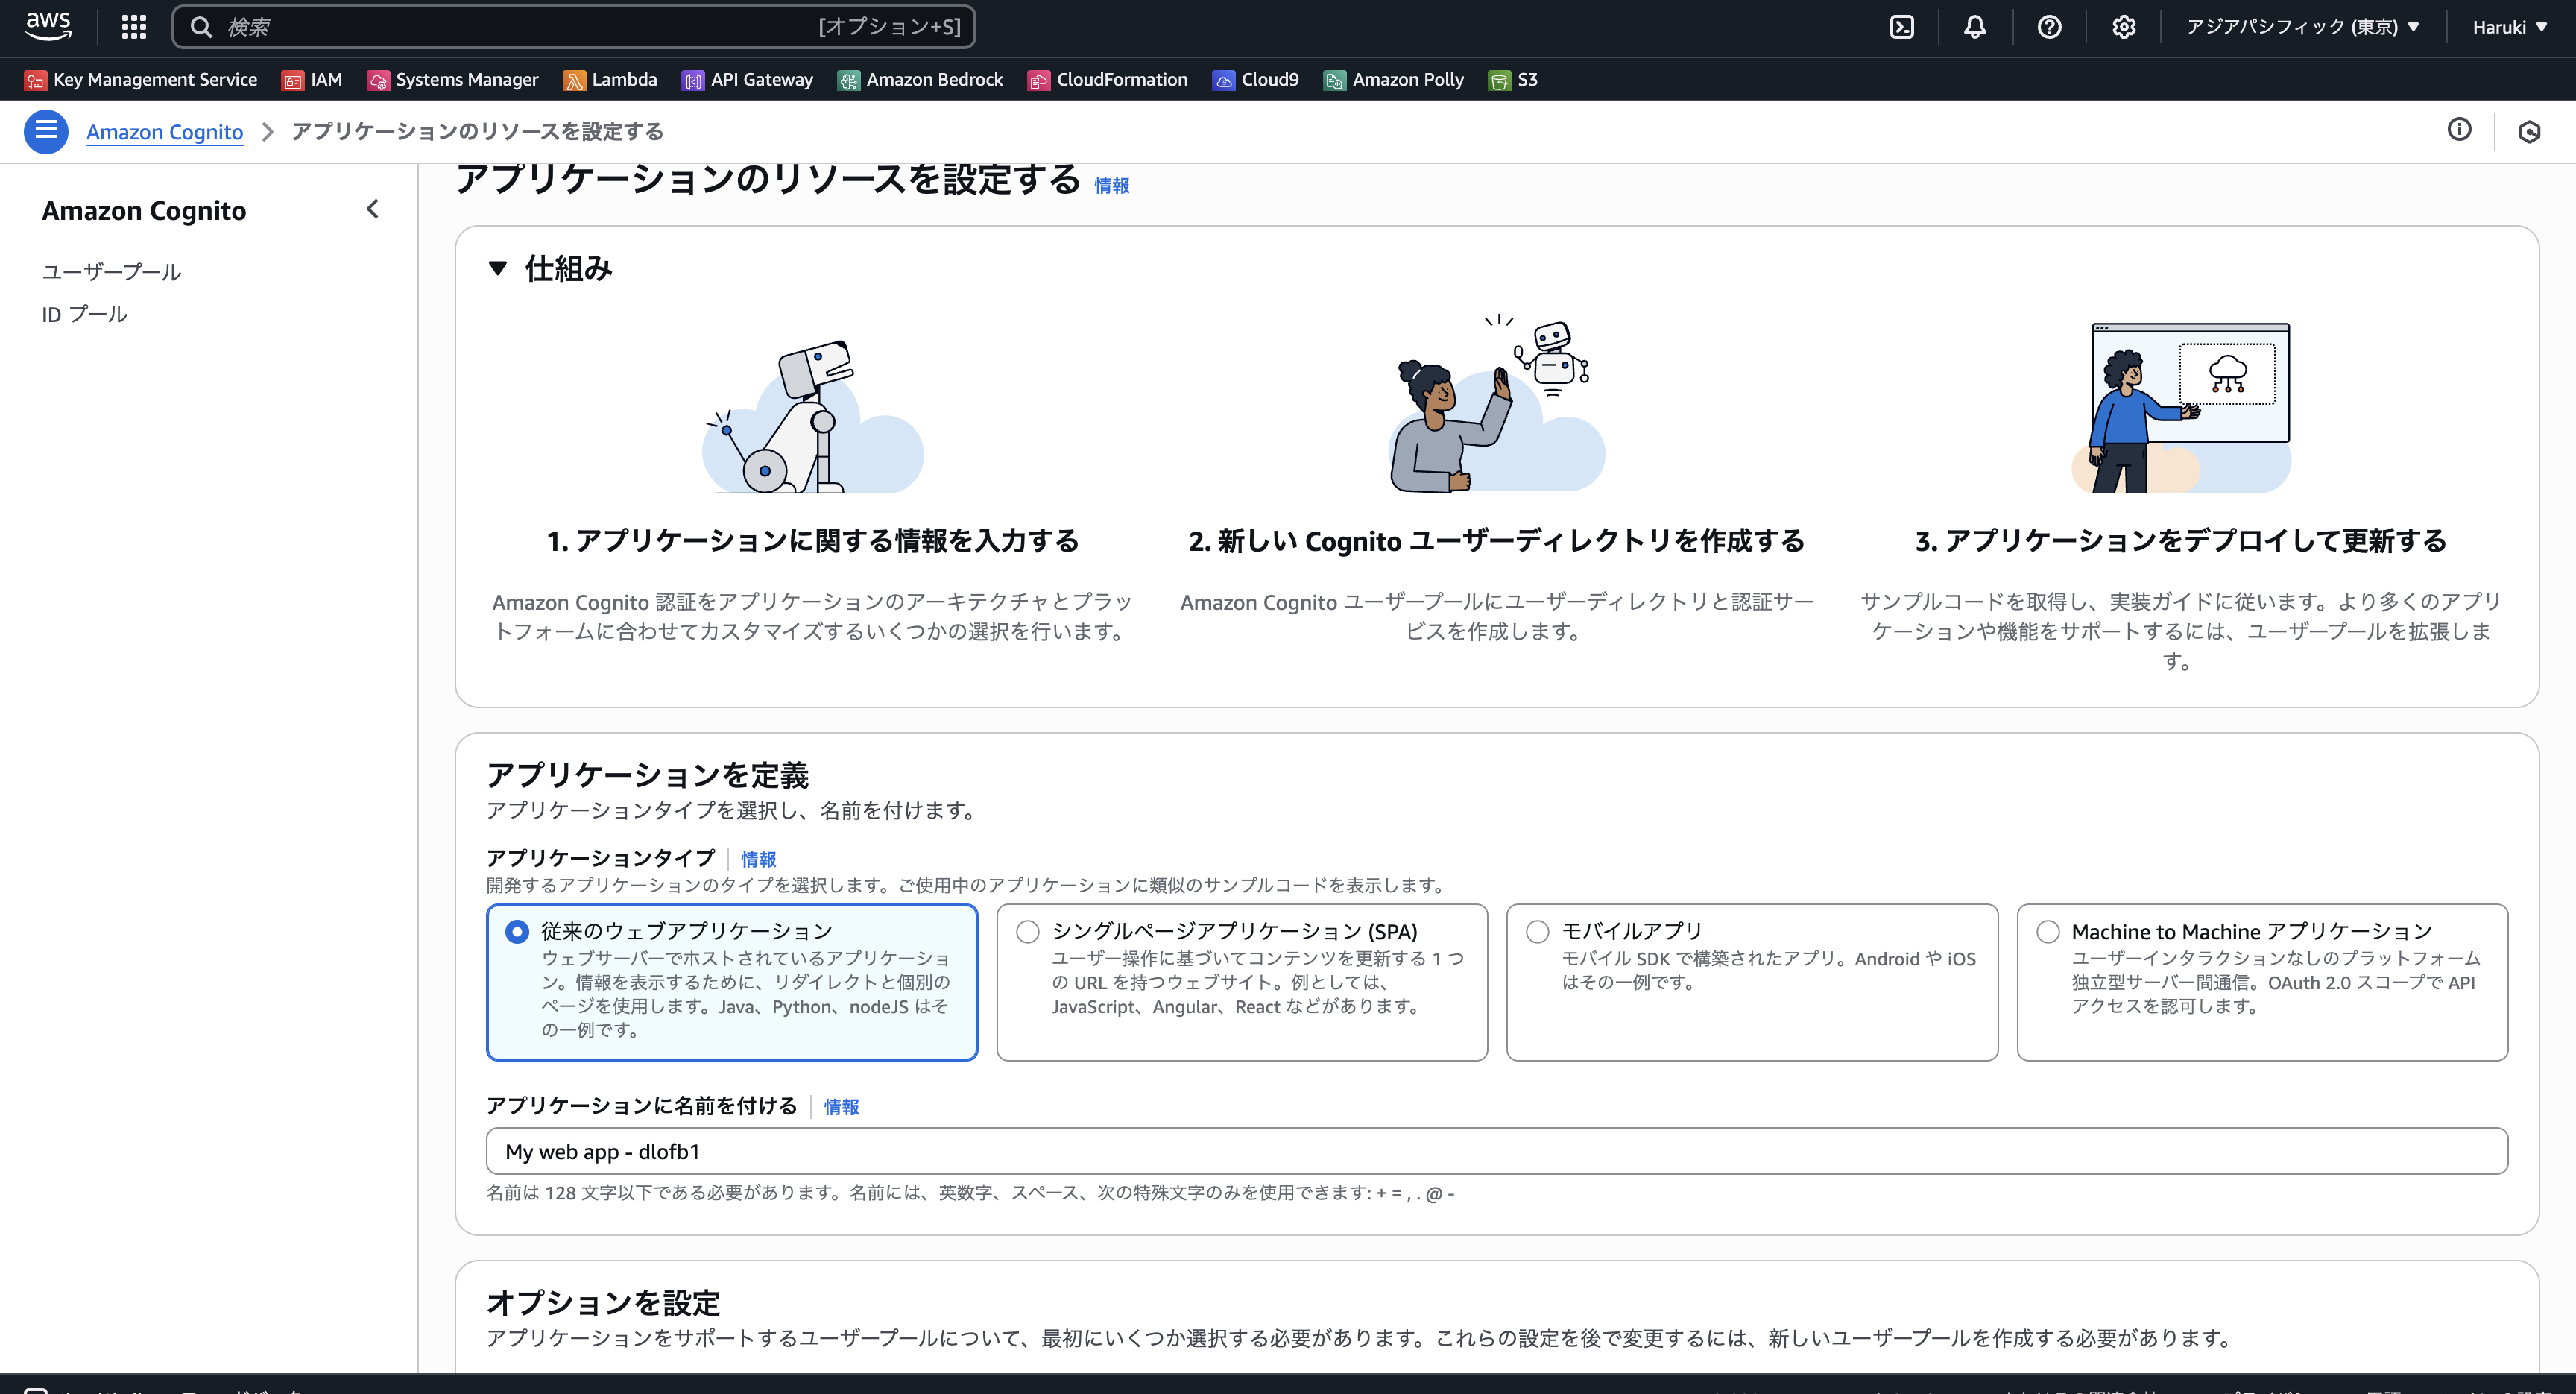 aws
検索 [オプション+S]
アジアパシフィック (東京) ▼ Haruki ▼
Key Management Service IAM Systems Manager Lambda API Gateway Amazon Bedrock CloudFormation Cloud9 Amazon Polly S3
Amazon Cognito > アプリケーションのリソースを設定する
Amazon Cognito
ユーザープール
ID プール
アプリケーションのリソースを設定する 情報
▼ 仕組み
1. アプリケーションに関する情報を入力する
Amazon Cognito 認証をアプリケーションのアーキテクチャとプラッ
トフォームに合わせてカスタマイズするいくつかの選択を行います。
2. 新しい Cognito ユーザーディレクトリを作成する
Amazon Cognito ユーザープールにユーザーディレクトリと認証サー
ビスを作成します。
3. アプリケーションをデプロイして更新する
サンプルコードを取得し、実装ガイドに従います。より多くのアプリ
ケーションや機能をサポートするには、ユーザープールを拡張しま
す。
アプリケーションを定義
アプリケーションタイプを選択し、名前を付けます。
アプリケーションタイプ 情報
開発するアプリケーションのタイプを選択します。ご使用中のアプリケーションに類似のサンプルコードを表示します。
従来のウェブアプリケーション
ウェブサーバーでホストされているアプリケーショ
ン。情報を表示するために、リダイレクトと個別の
ページを使用します。Java、Python、nodeJS はそ
の一例です。
シングルページアプリケーション (SPA)
ユーザー操作に基づいてコンテンツを更新する 1 つ
の URL を持つウェブサイト。例としては、
JavaScript、Angular、React などがあります。
モバイルアプリ
モバイル SDK で構築されたアプリ。Android や iOS
はその一例です。
Machine to Machine アプリケーション
ユーザーインタラクションなしのプラットフォーム
独立型サーバー間通信。OAuth 2.0 スコープで API
アクセスを認可します。
アプリケーションに名前を付ける 情報
My web app - dlofb1
名前は 128 文字以下である必要があります。名前には、英数字、スペース、次の特殊文字のみを使用できます: + = , . @ -
オプションを設定
アプリケーションをサポートするユーザープールについて、最初にいくつか選択する必要があります。これらの設定を後で変更するには、新しいユーザープールを作成する必要があります。